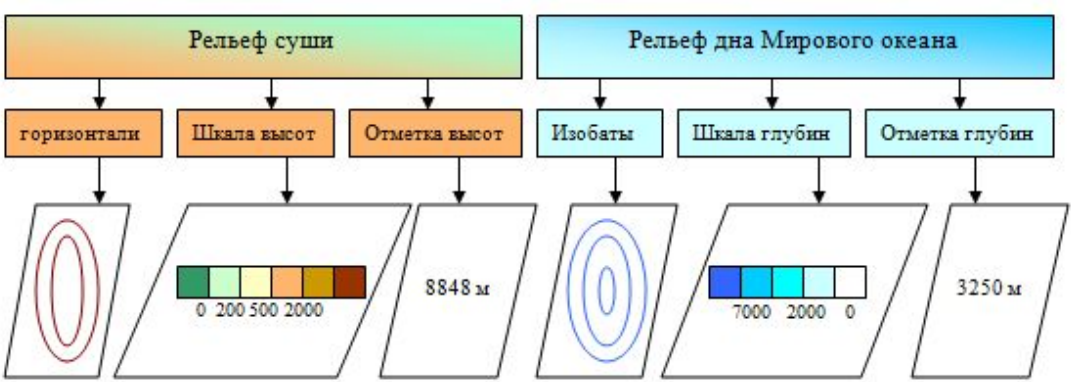 Рельеф суши
Рельеф дна Мирового океана
горизонтали
Шкала высот
Отметка высот
Изобаты
Шкала глубин
Отметка глубин
8848 м
3250 м
0 200 500 2000
7000 2000 0